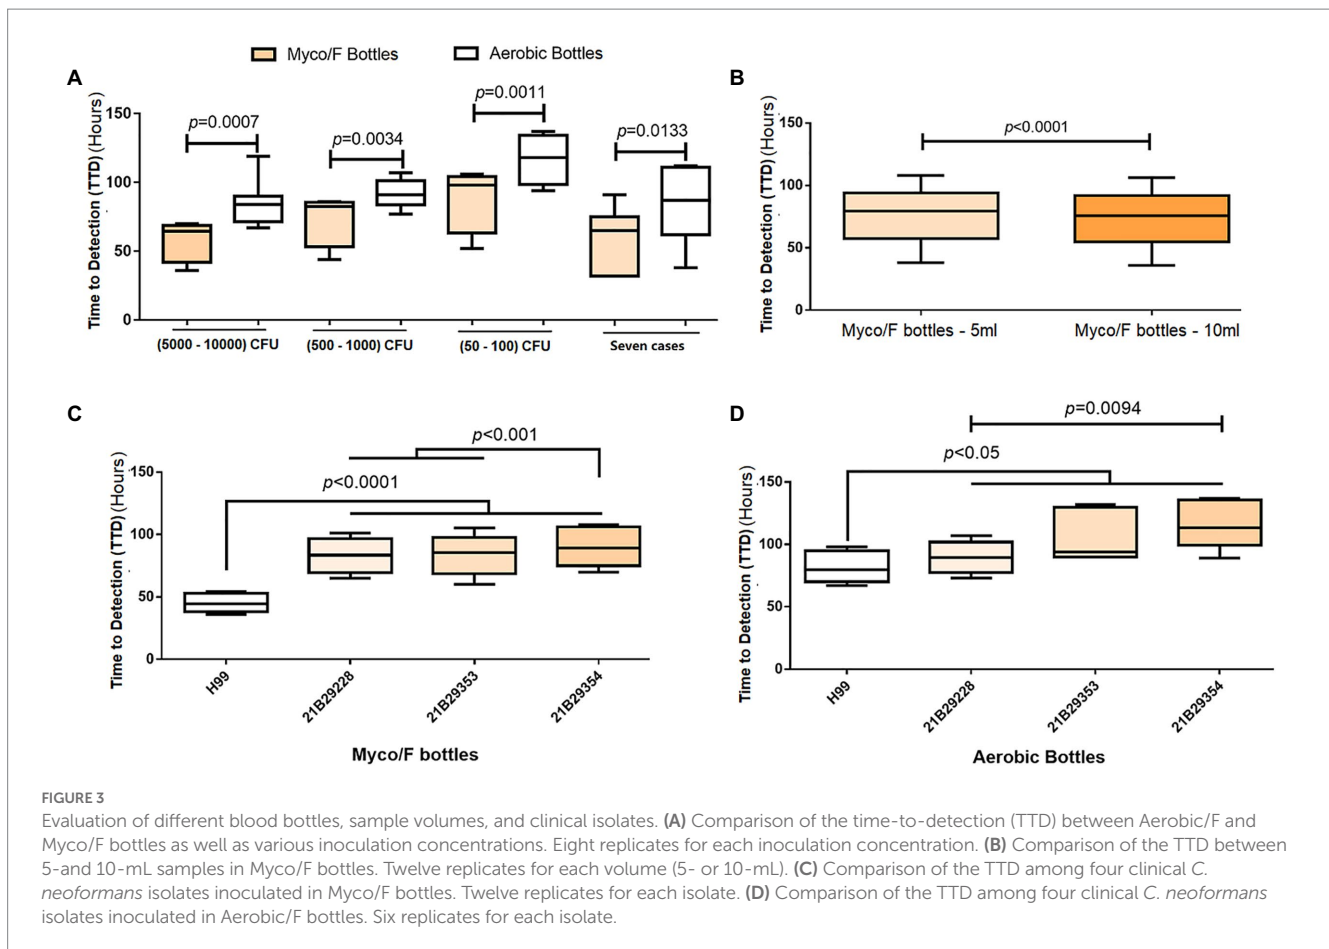 Myco/F Bottles
Aerobic Bottles
A
Time to Detection (TTD) (Hours)
150
100
50
0
p=0.0007
p=0.0034
p=0.0011
p=0.0133
(5000 - 10000) CFU
(500 - 1000) CFU
(50 - 100) CFU
Seven cases
B
Time to Detection (TTD) (Hours)
150
100
50
0
p<0.0001
Myco/F bottles - 5ml
Myco/F bottles - 10ml
C
Time to Detection (TTD) (Hours)
150
100
50
0
p<0.0001
p<0.001
H99
21B29228
21B29353
21B29354
Myco/F bottles
D
Time to Detection (TTD) (Hours)
150
100
50
0
p<0.05
p=0.0094
H99
21B29228
21B29353
21B29354
Aerobic Bottles
FIGURE 3
Evaluation of different blood bottles, sample volumes, and clinical isolates. (A) Comparison of the time-to-detection (TTD) between Aerobic/F and
Myco/F bottles as well as various inoculation concentrations. Eight replicates for each inoculation concentration. (B) Comparison of the TTD between
5-and 10-mL samples in Myco/F bottles. Twelve replicates for each volume (5- or 10-mL). (C) Comparison of the TTD among four clinical C.
neoformans isolates inoculated in Myco/F bottles. Twelve replicates for each isolate. (D) Comparison of the TTD among four clinical C. neoformans
isolates inoculated in Aerobic/F bottles. Six replicates for each isolate.